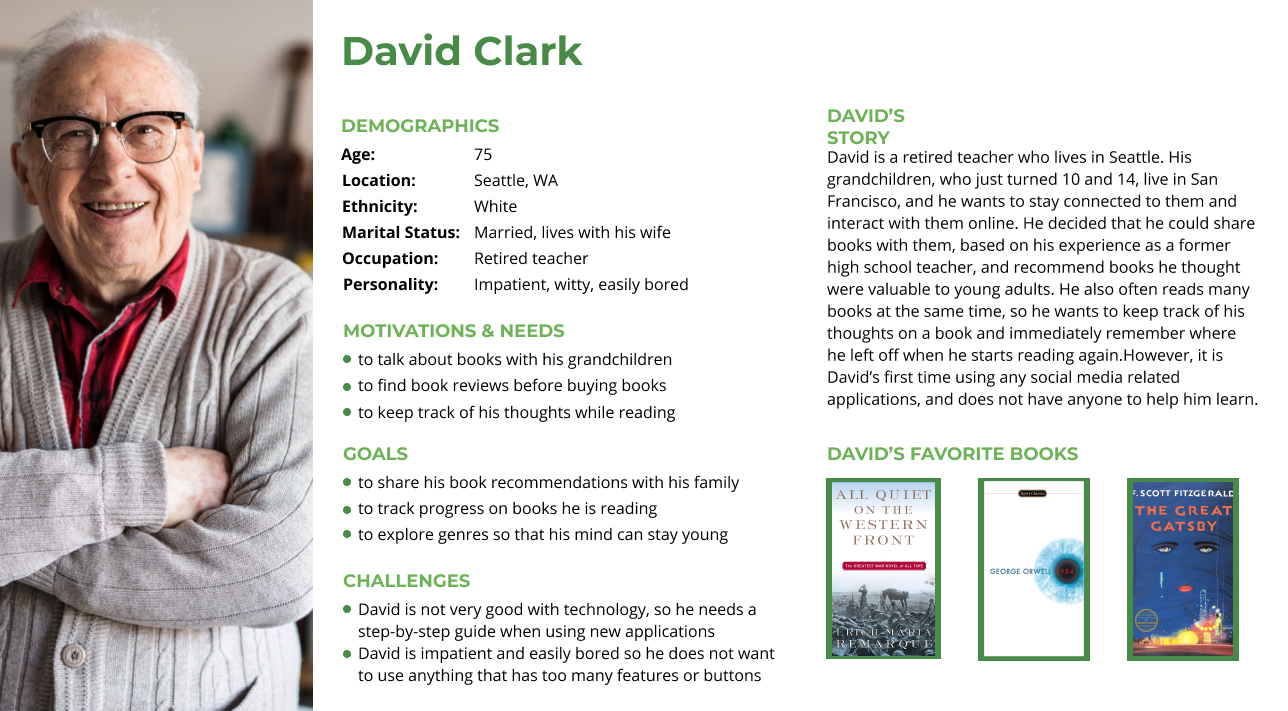 David Clark
DEMOGRAPHICS
Age: 75
Location: Seattle, WA
Ethnicity: White
Marital Status: Married, lives with his wife
Occupation: Retired teacher
Personality: Impatient, witty, easily bored
MOTIVATIONS & NEEDS
to talk about books with his grandchildren
to find book reviews before buying books
to keep track of his thoughts while reading
GOALS
to share his book recommendations with his family
to track progress on books he is reading
to explore genres so that his mind can stay young
CHALLENGES
David is not very good with technology, so he needs a
step-by-step guide when using new applications
David is impatient and easily bored so he does not want
to use anything that has too many features or buttons
DAVID’S
STORY
David is a retired teacher who lives in Seattle. His
grandchildren, who just turned 10 and 14, live in San
Francisco, and he wants to stay connected to them and
interact with them online. He decided that he could share
books with them, based on his experience as a former
high school teacher, and recommend books he thought
were valuable to young adults. He also often reads many
books at the same time, so he wants to keep track of his
thoughts on a book and immediately remember where
he left off when he starts reading again.However, it is
David’s first time using any social media related
applications, and does not have anyone to help him learn.
DAVID’S FAVORITE BOOKS
ALL QUIET
ON THE
WESTERN
FRONT
The GREATEST WAR NOVEL of ALL TIME
ERICH MARIA
REMARQUE
Signet Classics
GEORGE ORWELL 1984
F. SCOTT FITZGERALD
THE GREAT
GATSBY